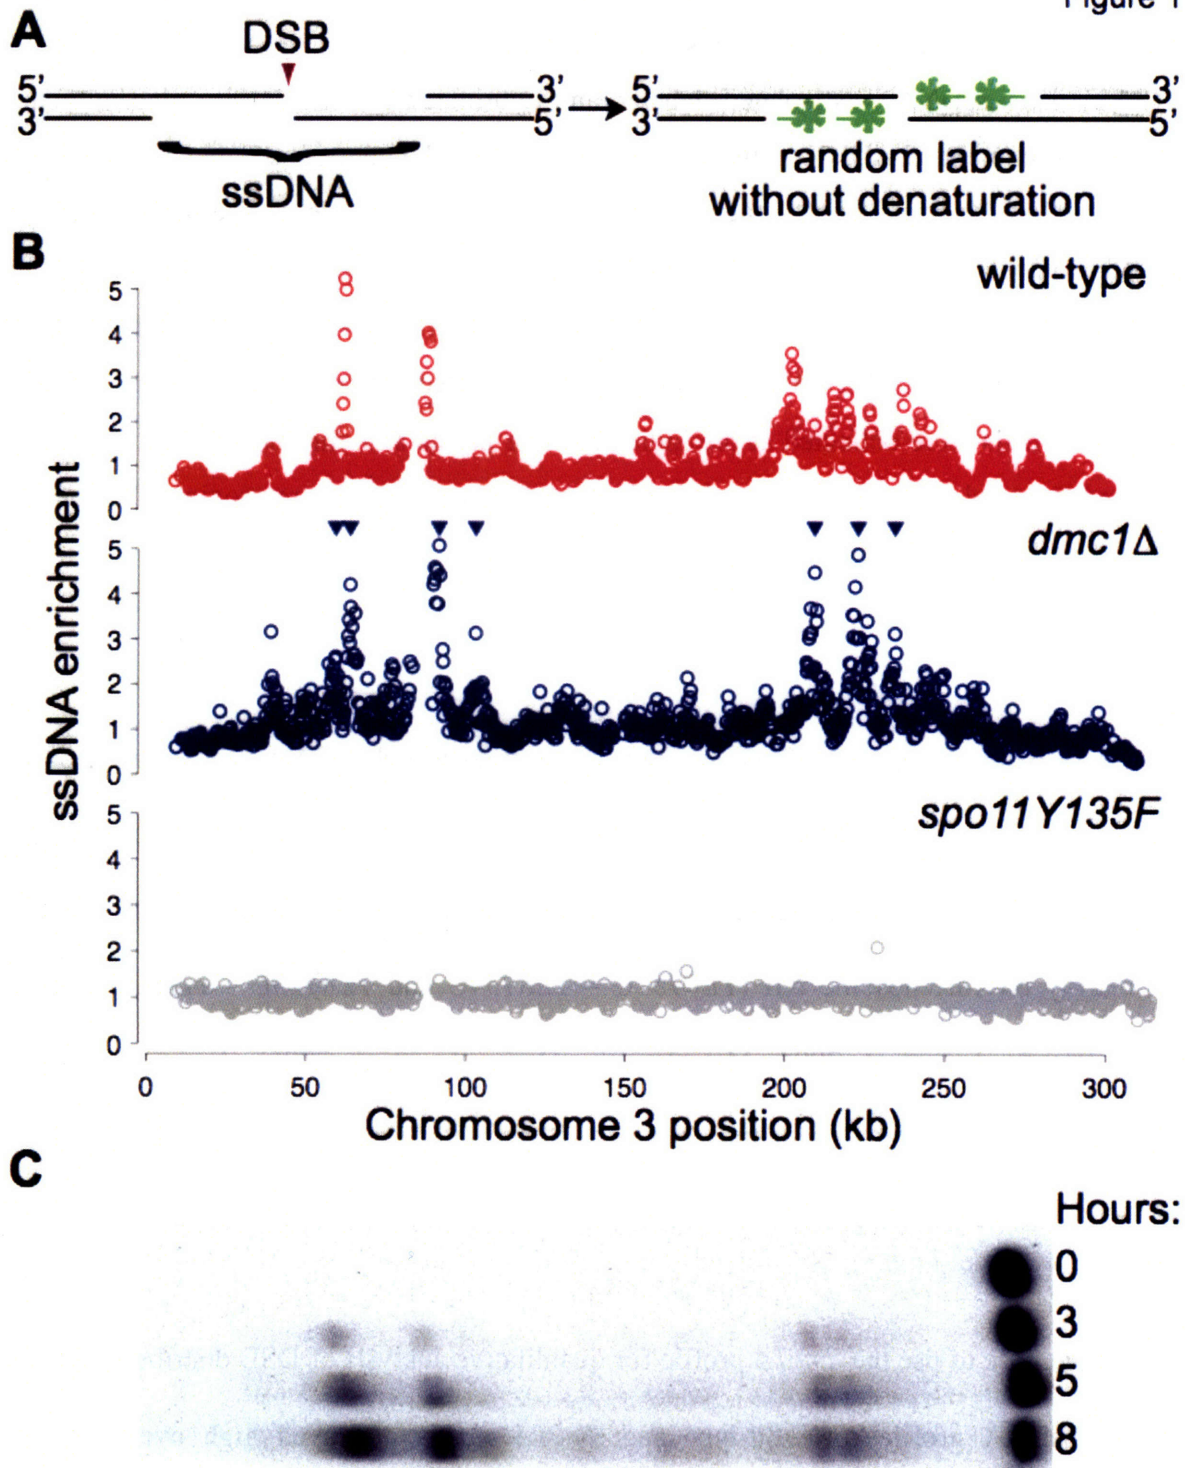 Figure 1
A
DSB
5’ 3’ 5’ 3’
3’ 5’ 3’ 5’
ssDNA
random label
without denaturation
B
wild-type
5
4
3
2
1
0
dmc1Δ
5
4
3
2
1
0
spo11Y135F
5
4
3
2
1
0
ssDNA enrichment
0 50 100 150 200 250 300
Chromosome 3 position (kb)
C
Hours:
0
3
5
8